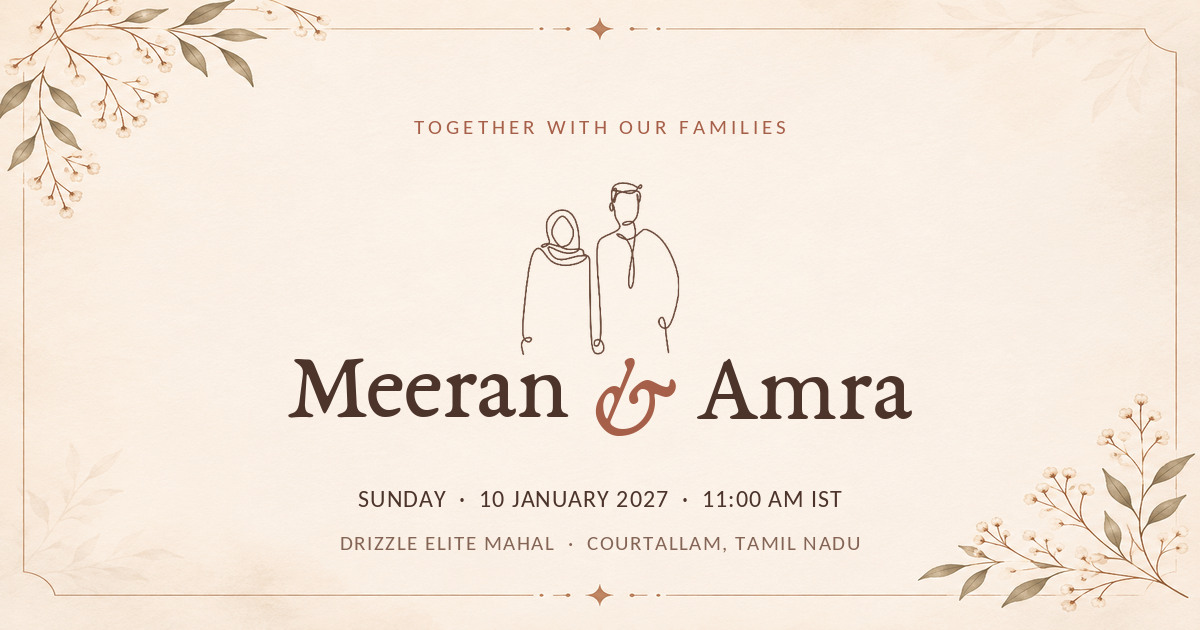 TOGETHER WITH OUR FAMILIES
Meeran & Amra
SUNDAY · 10 JANUARY 2027 · 11:00 AM IST
DRIZZLE ELITE MAHAL · COURTALLAM, TAMIL NADU